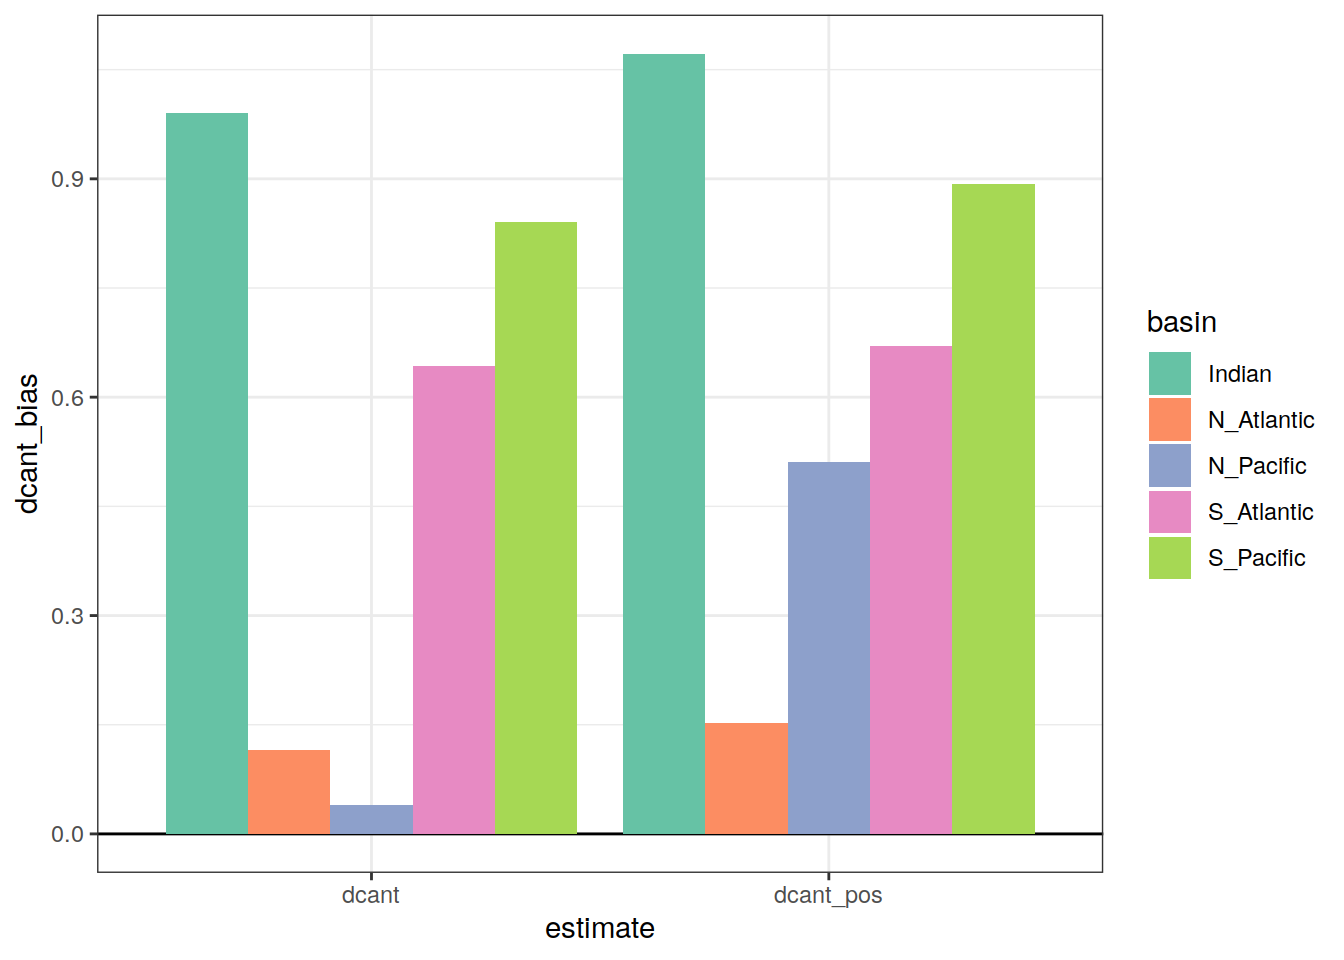 dcant_bias
0.9
0.6
0.3
0.0
dcant
dcant_pos
estimate
basin
Indian
N_Atlantic
N_Pacific
S_Atlantic
S_Pacific